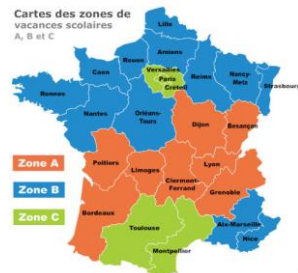 Cartes des zones de
vacances scolaires
A, B et C
Lille
Amiens
Rouen
Caen
Versailles
Paris
Créteil
Reims
Nancy-
Metz
Strasbourg
Rennes
Nantes
Orléans-
Tours
Dijon
Besançon
Zone A
Zone B
Zone C
Poitiers
Limoges
Clermont-
Ferrand
Lyon
Grenoble
Bordeaux
Toulouse
Montpellier
Aix-Marseille
Nice